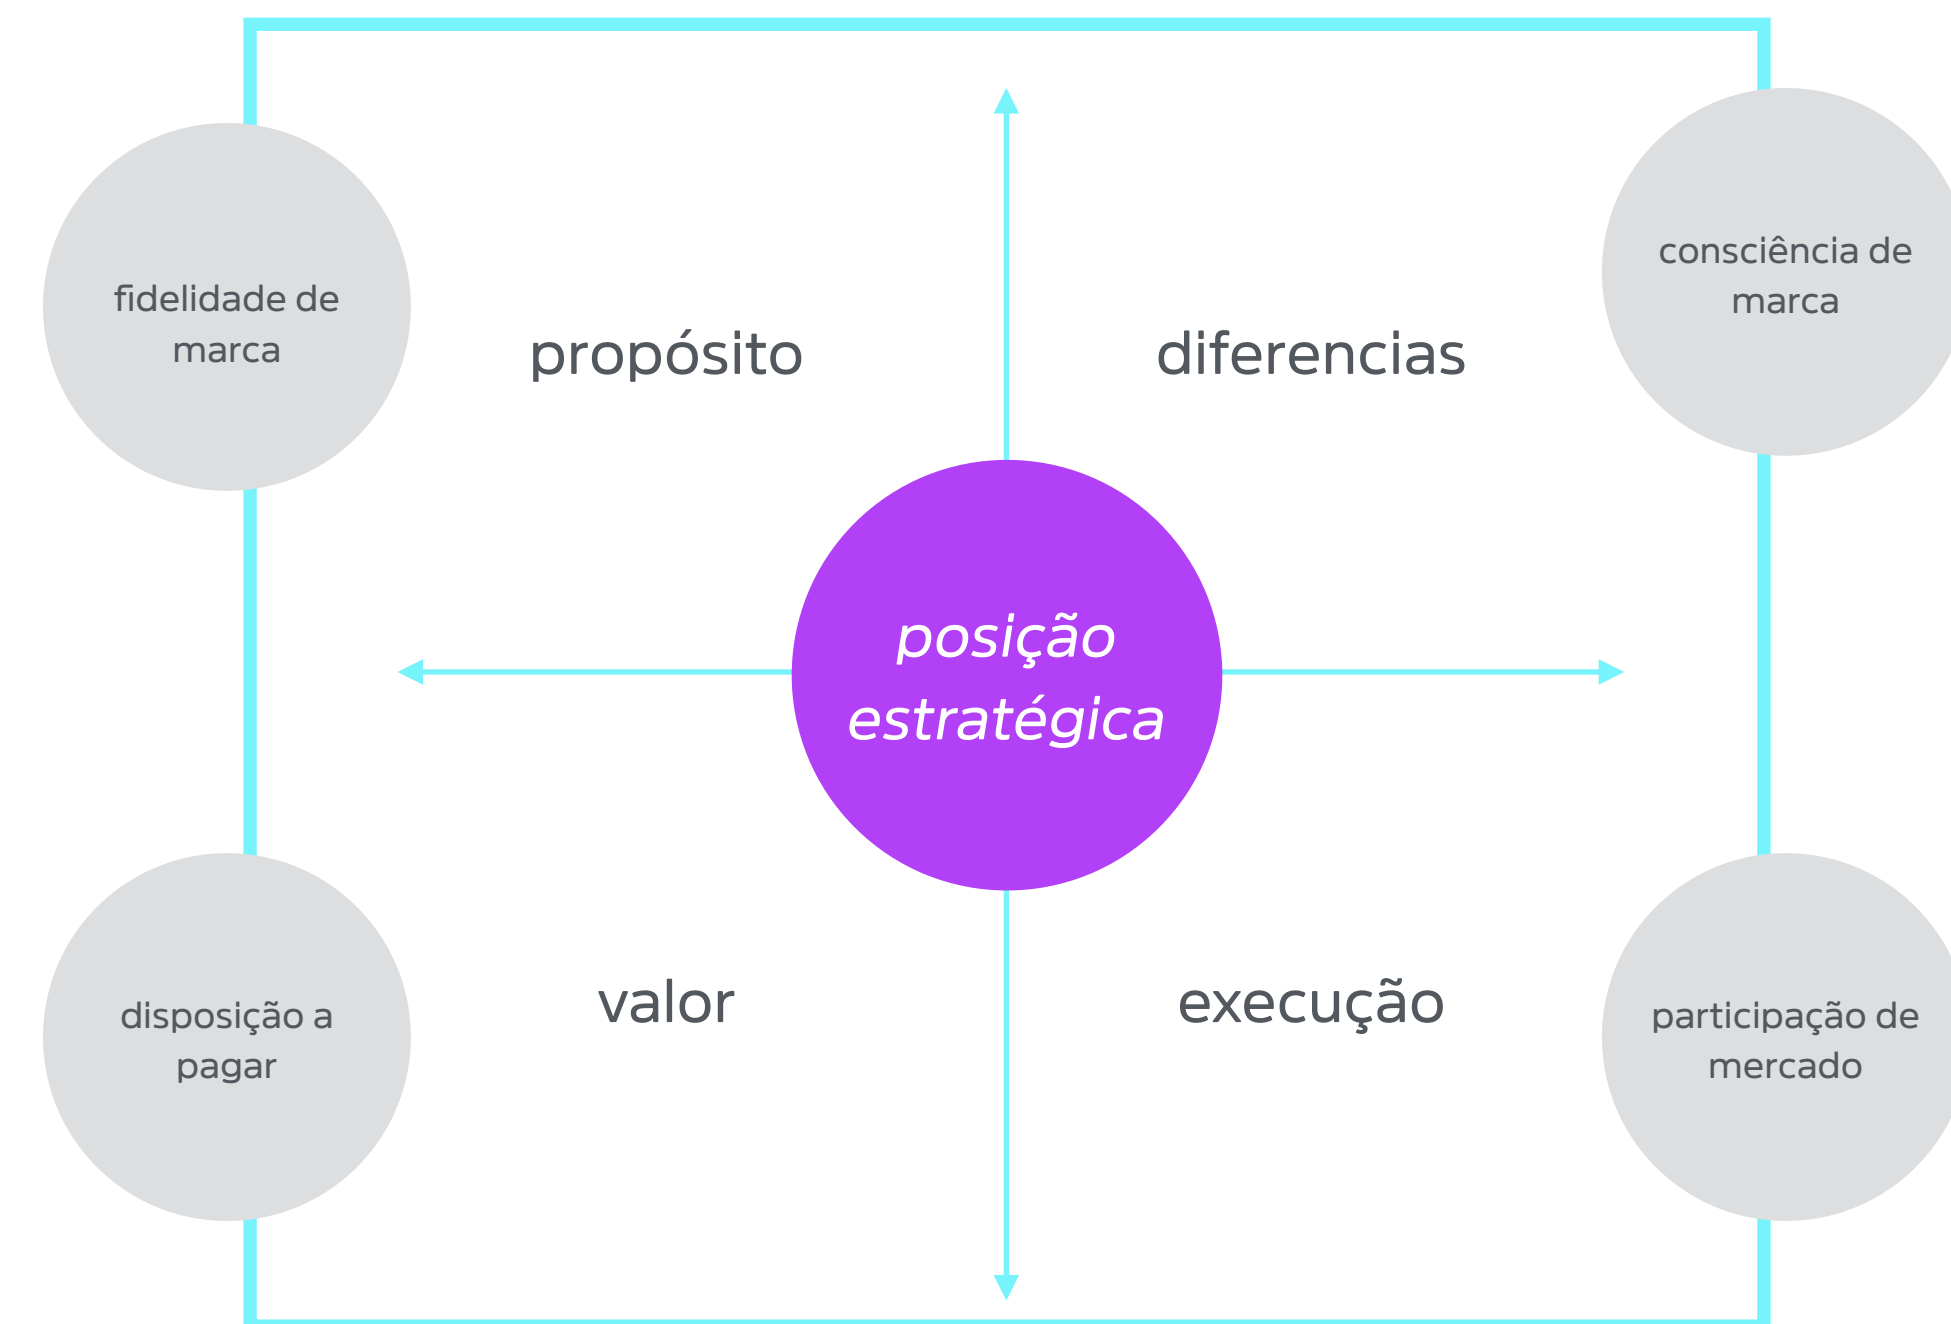 fidelidade de
marca
propósito
diferencias
consciência de
marca
posição
estratégica
disposição a
pagar
valor
execução
participação de
mercado